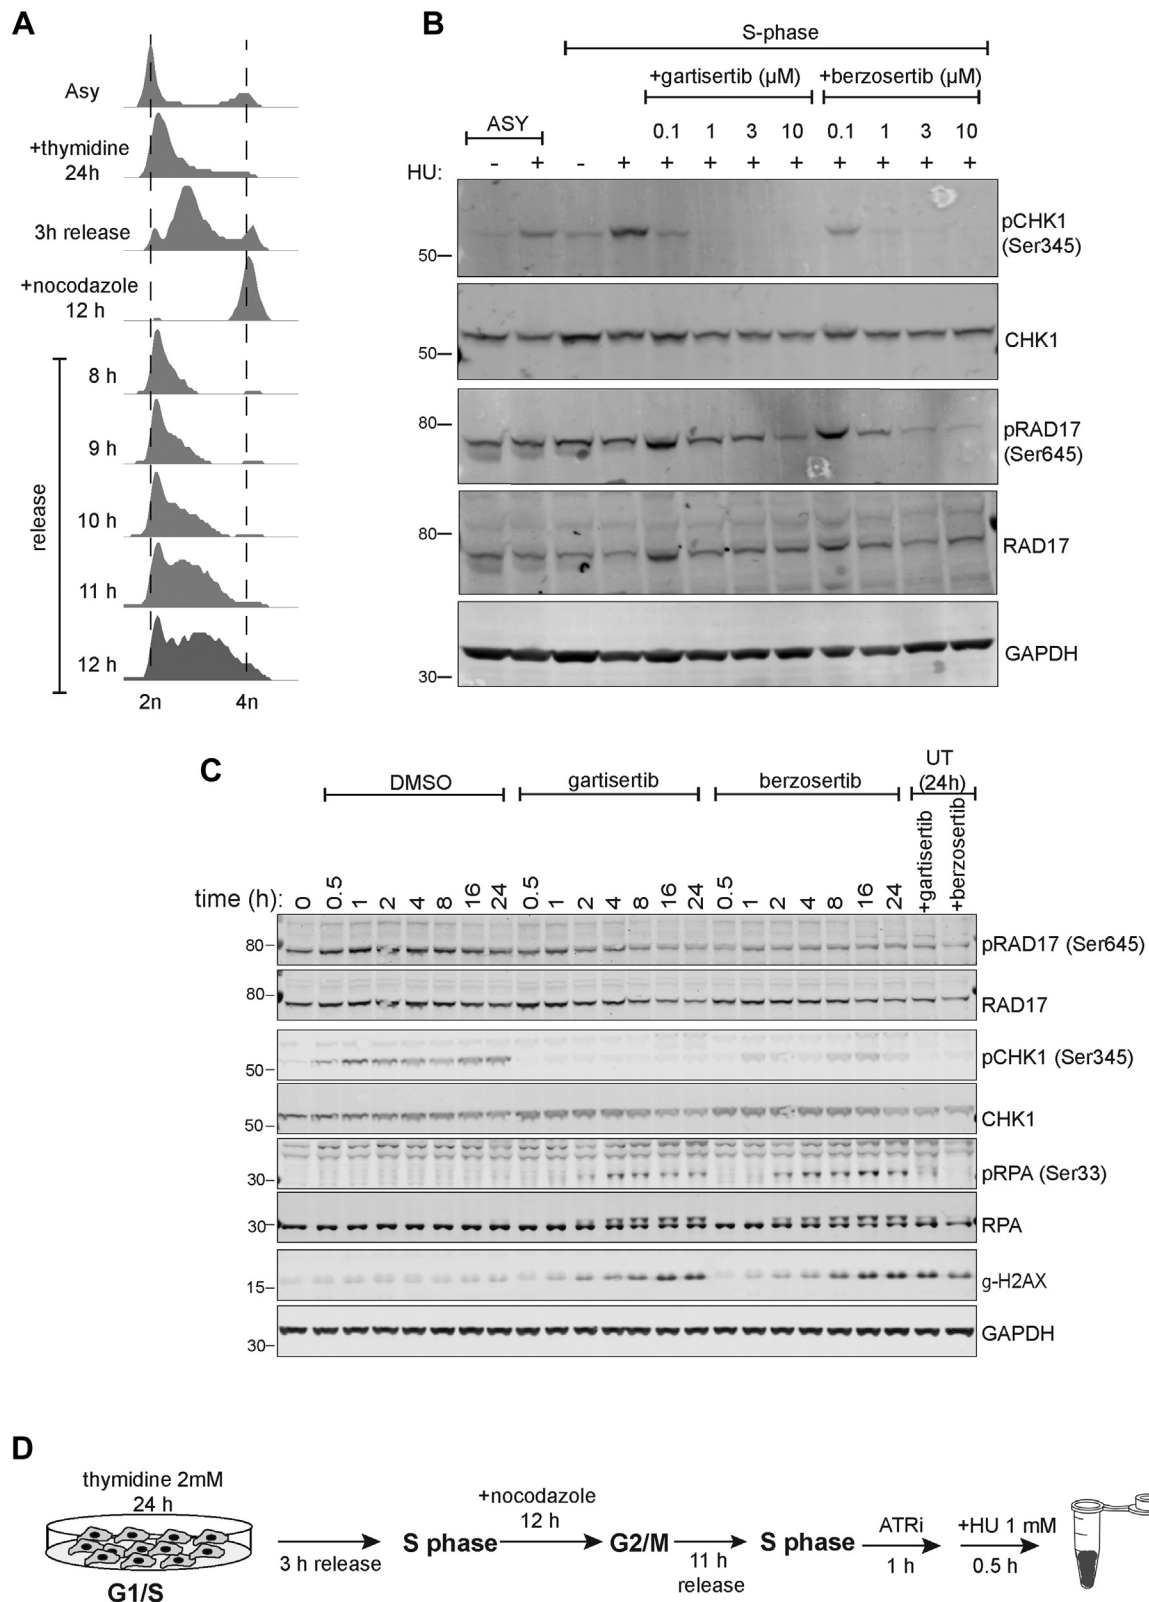 A
Asy
+thymidine
24h
3h release
+nocodazole
12 h
8 h
9 h
10 h
11 h
12 h
release
2n
4n
B
S-phase
+gartisertib (µM)
+berzosertib (µM)
ASY
0.1 1 3 10 0.1 1 3 10
HU: - + - + + + + + + + + +
pCHK1
(Ser345)
50
CHK1
50
80
pRAD17
(Ser645)
80
RAD17
GAPDH
30
C
DMSO
gartisertib
berzosertib
UT
(24h)
+gartisertib
+berzosertib
time (h): 0 0.5 1 2 4 8 16 24 0.5 1 2 4 8 16 24 0.5 1 2 4 8 16 24
80 pRAD17 (Ser645)
80 RAD17
50 pCHK1 (Ser345)
50 CHK1
30 pRPA (Ser33)
30 RPA
15 g-H2AX
30 GAPDH
D
thymidine 2mM
24 h
G1/S
3 h release
S phase
+nocodazole
12 h
G2/M
11 h
release
S phase
ATRi
1 h
+HU 1 mM
0.5 h